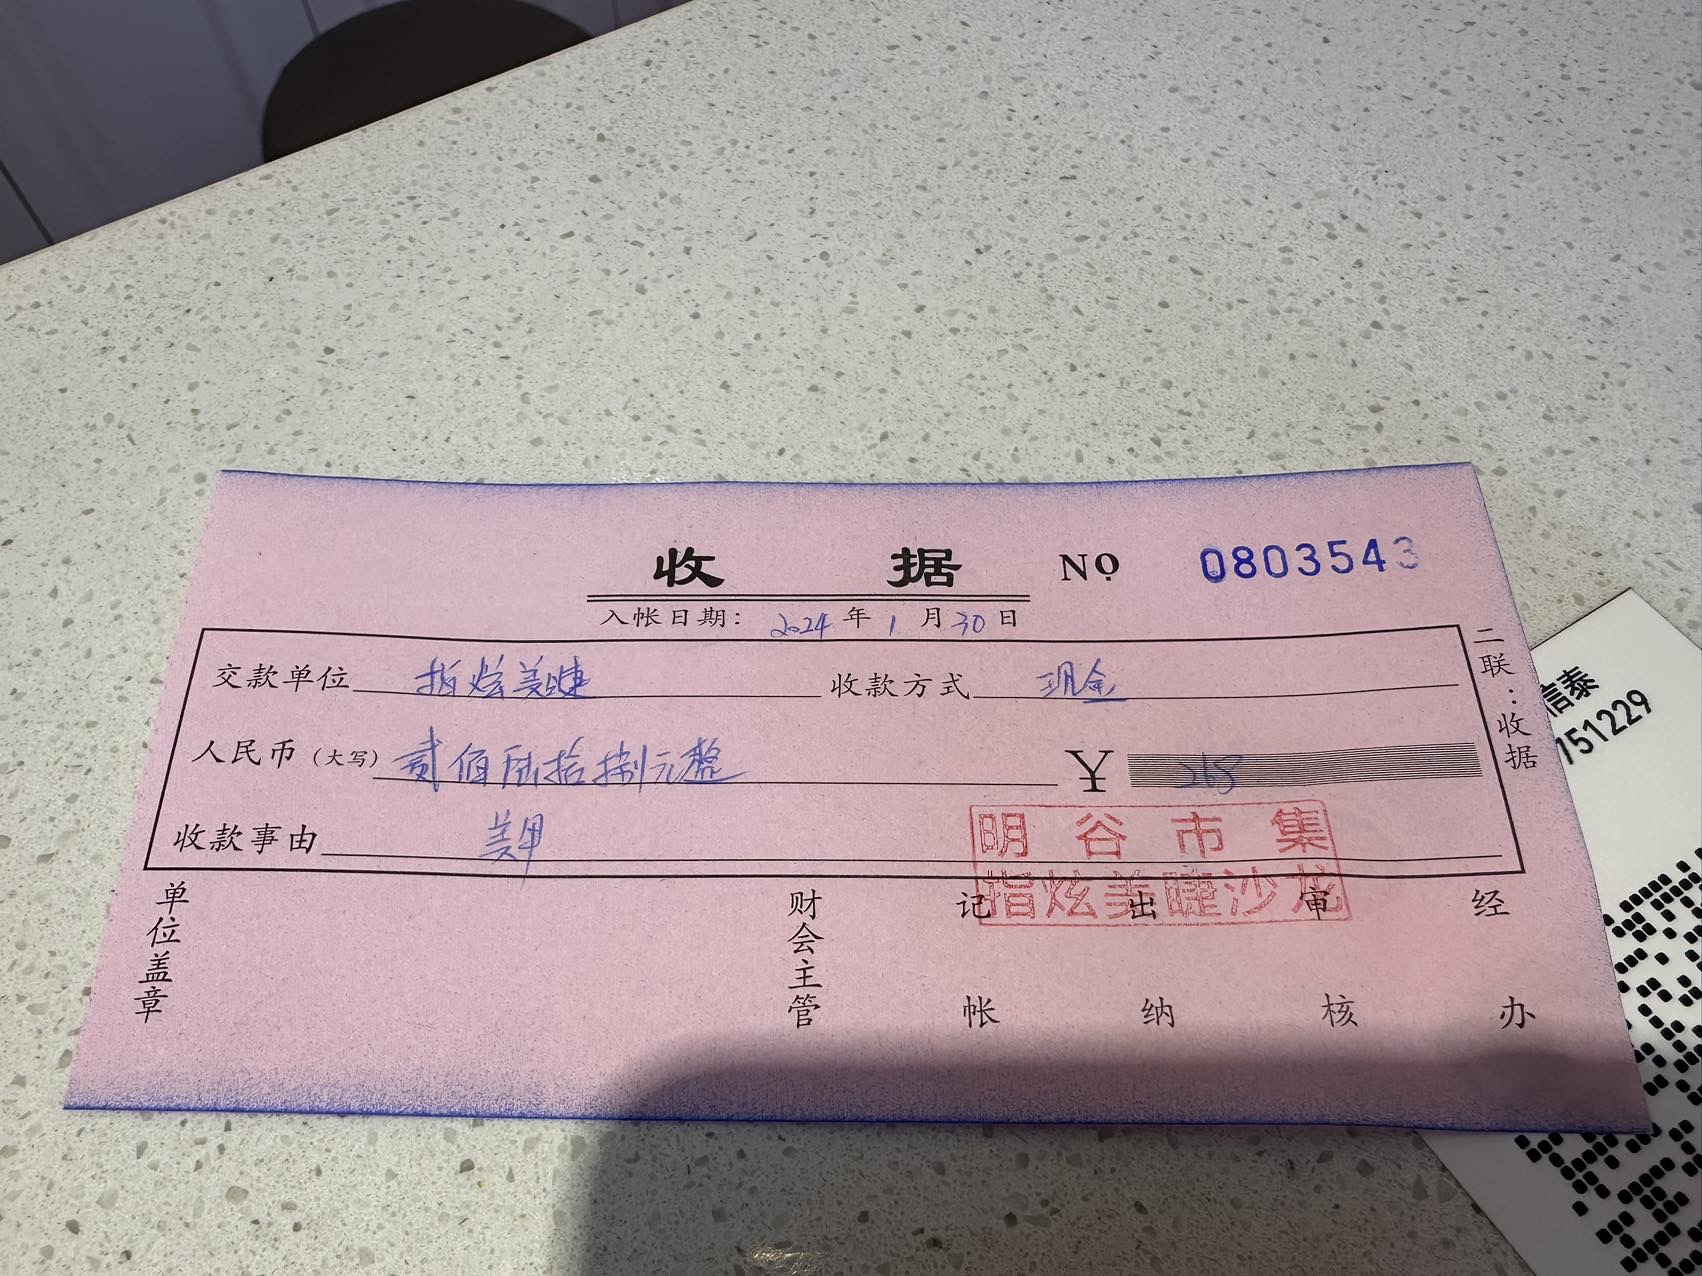 收 据 No 0803543
入帐日期: 2024 年 1 月 30 日
交款单位 指炫美睫 收款方式 现金
人民币(大写) 贰佰陆拾捌元整 ¥ 268
收款事由 美甲
明谷市集
指炫美睫沙龙
单位盖章 财会主管 记帐 出纳 审核 经办
二联:收据
信泰
751229